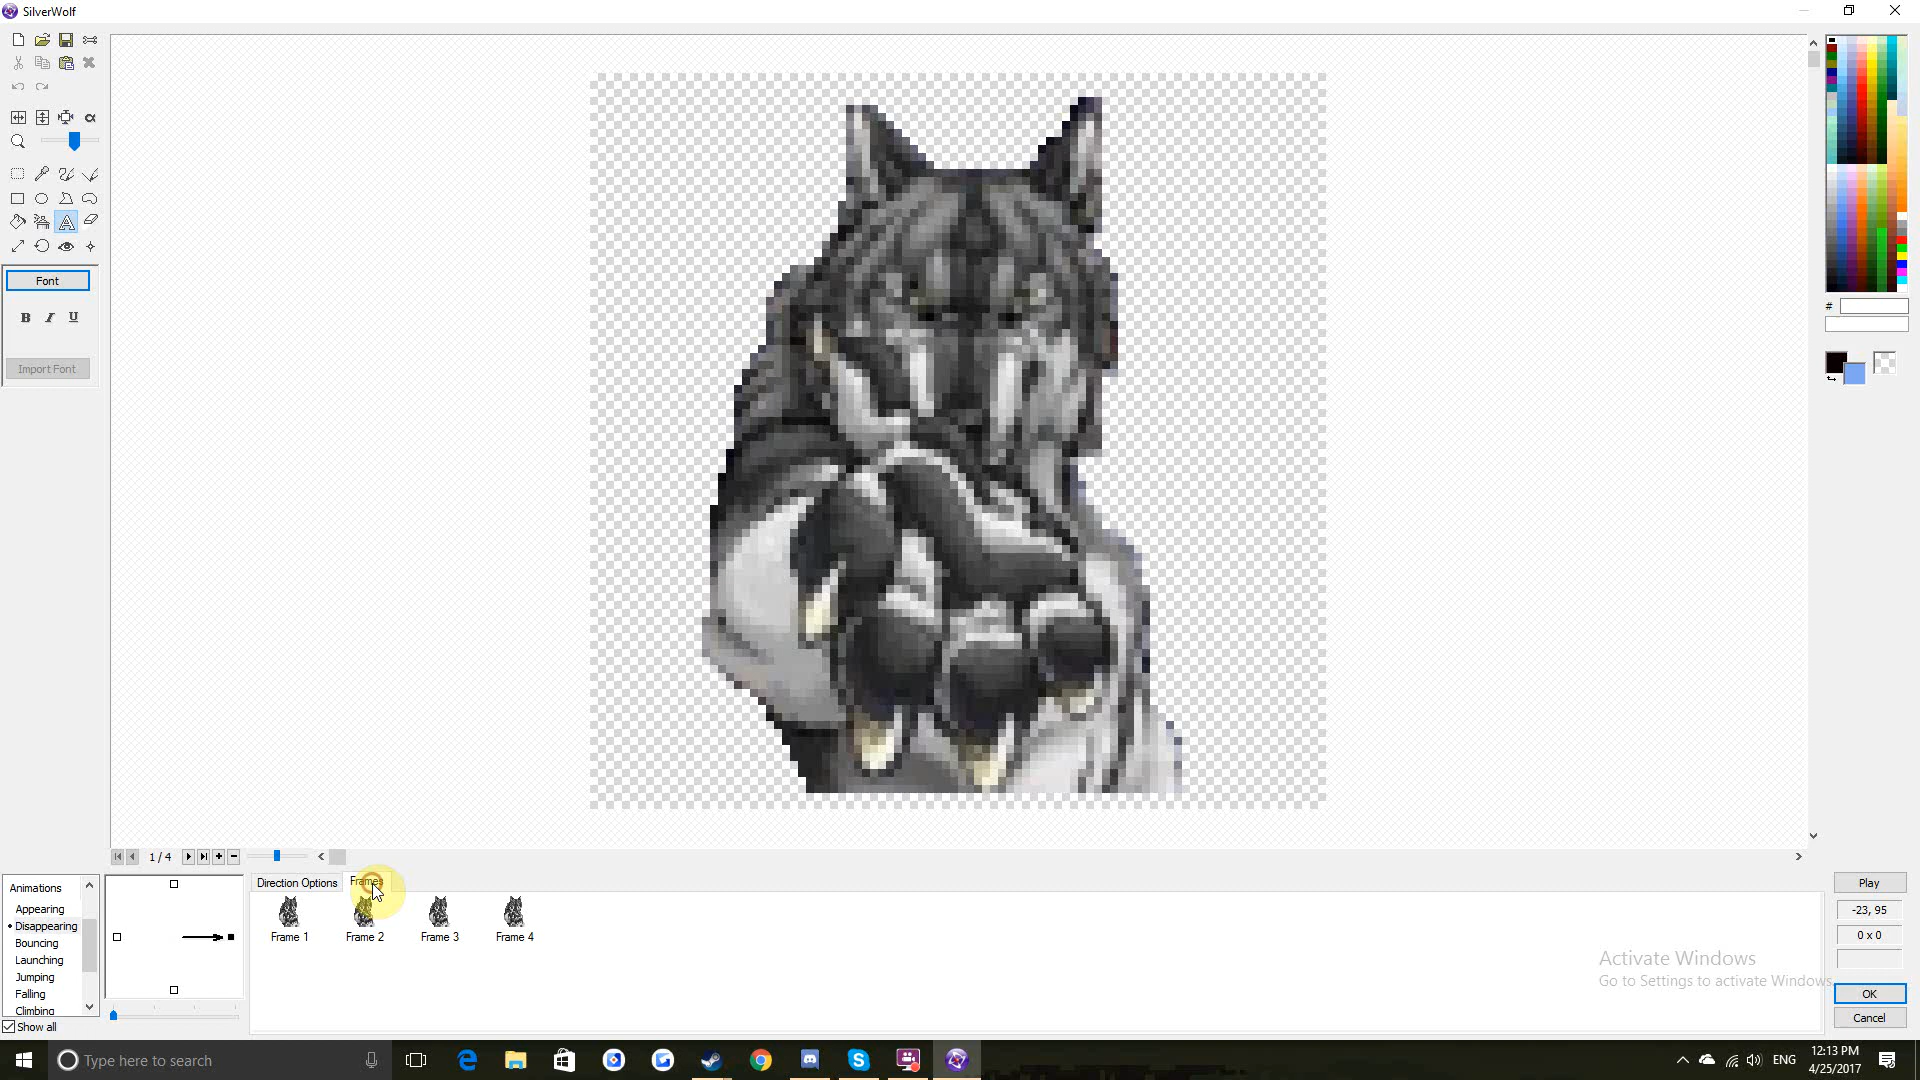 SilverWolf
Font
B I U
Import Font
#
1 / 4
Animations
Appearing
• Disappearing
Bouncing
Launching
Jumping
Falling
Climbing
Show all
Direction Options
Frames
Frame 1
Frame 2
Frame 3
Frame 4
Play
-23, 95
0 x 0
OK
Cancel
Activate Windows
Go to Settings to activate Windows.
Type here to search
ENG
12:13 PM
4/25/2017